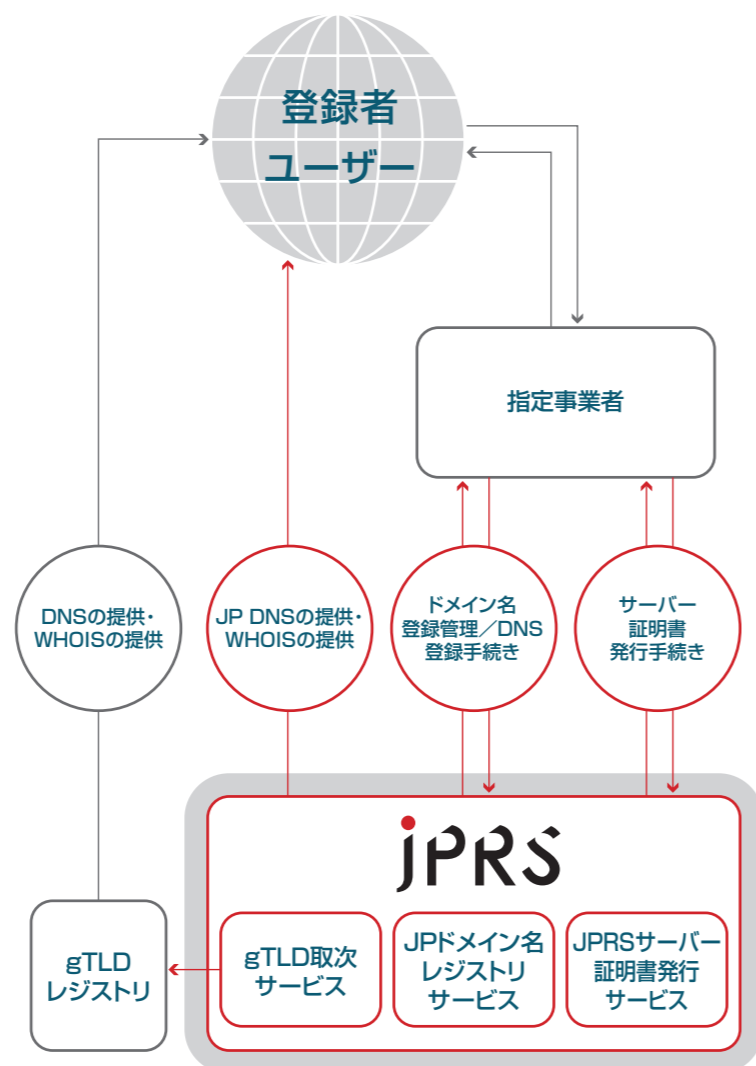 登録者
ユーザー
指定事業者
DNSの提供・
WHOISの提供
JP DNSの提供・
WHOISの提供
ドメイン名
登録管理／DNS
登録手続き
サーバー
証明書
発行手続き
jPRS
gTLD
レジストリ
gTLD取次
サービス
JPドメイン名
レジストリ
サービス
JPRSサーバー
証明書発行
サービス